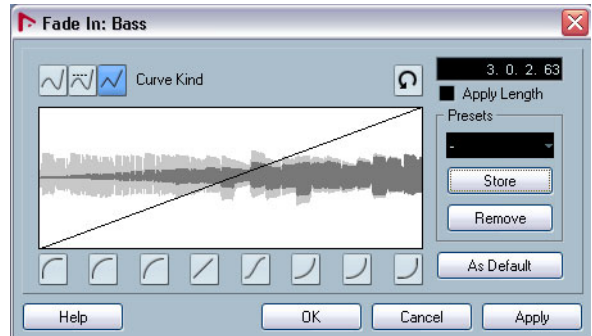 Fade In: Bass
Curve Kind
3. 0. 2. 63
Apply Length
Presets
-
Store
Remove
As Default
Help
OK
Cancel
Apply